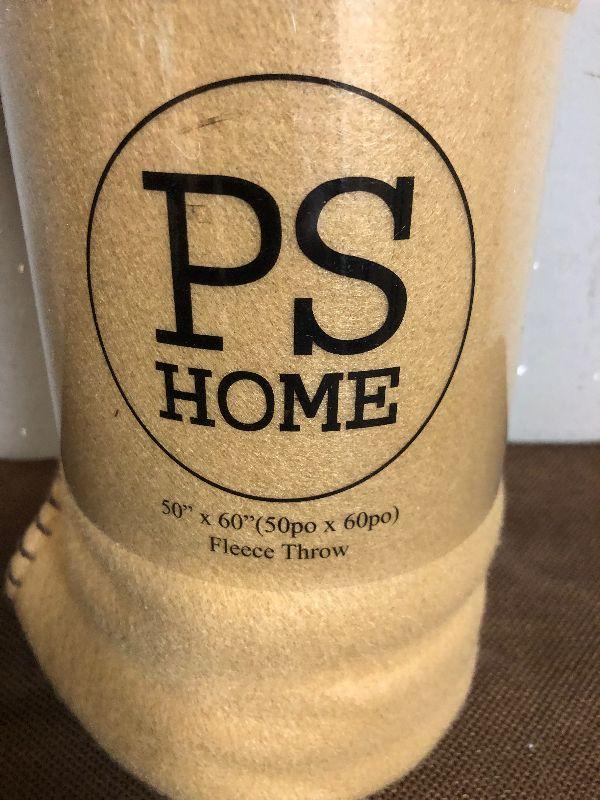 PS
HOME
50” x 60”(50po x 60po)
Fleece Throw